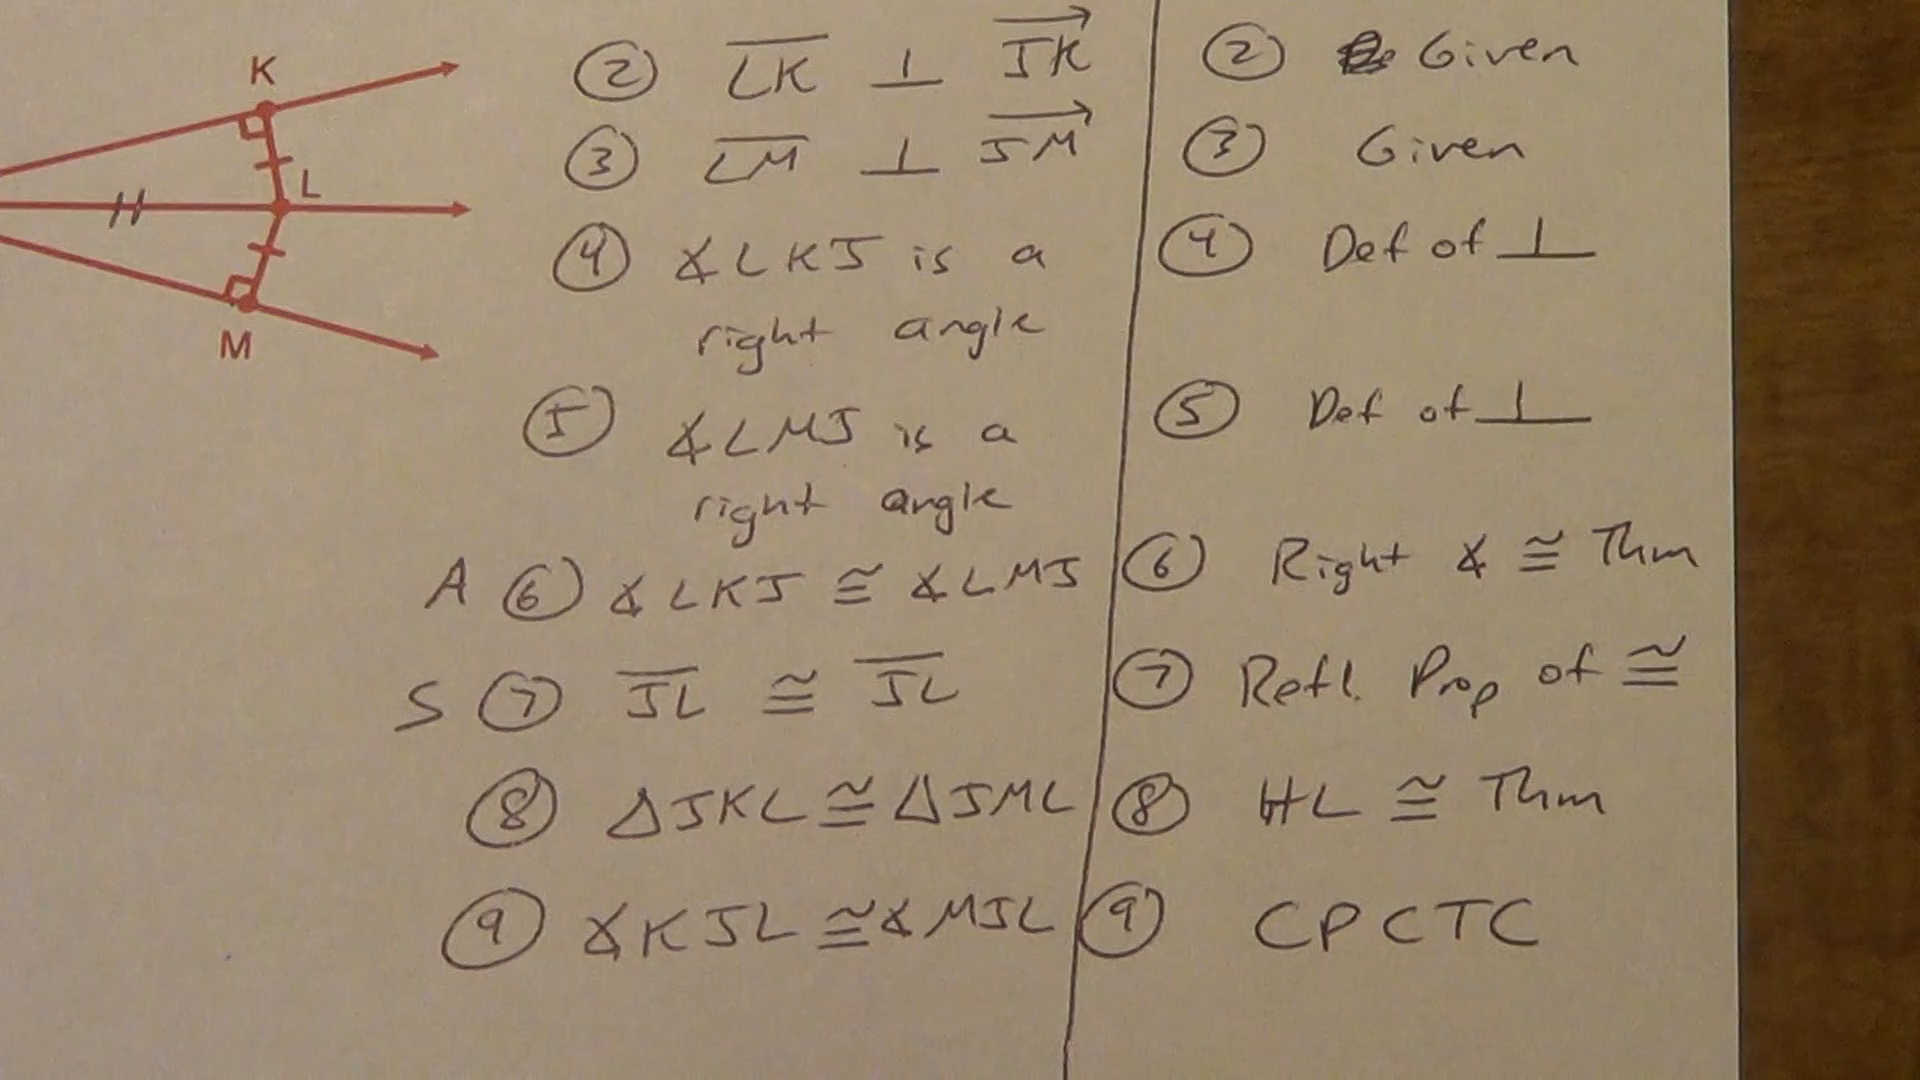 K
L
M
② LK ⊥ JK ② Given
③ LM ⊥ JM ③ Given
④ ∡LKJ is a ④ Def of ⊥
right angle
⑤ ∡LMJ is a ⑤ Def of ⊥
right angle
A ⑥ ∡LKJ ≅ ∡LMJ ⑥ Right ∡ ≅ Thm
S ⑦ JL ≅ JL ⑦ Refl. Prop of ≅
⑧ △JKL ≅ △JML ⑧ HL ≅ Thm
⑨ ∡KJL ≅ ∡MJL ⑨ CPCTC